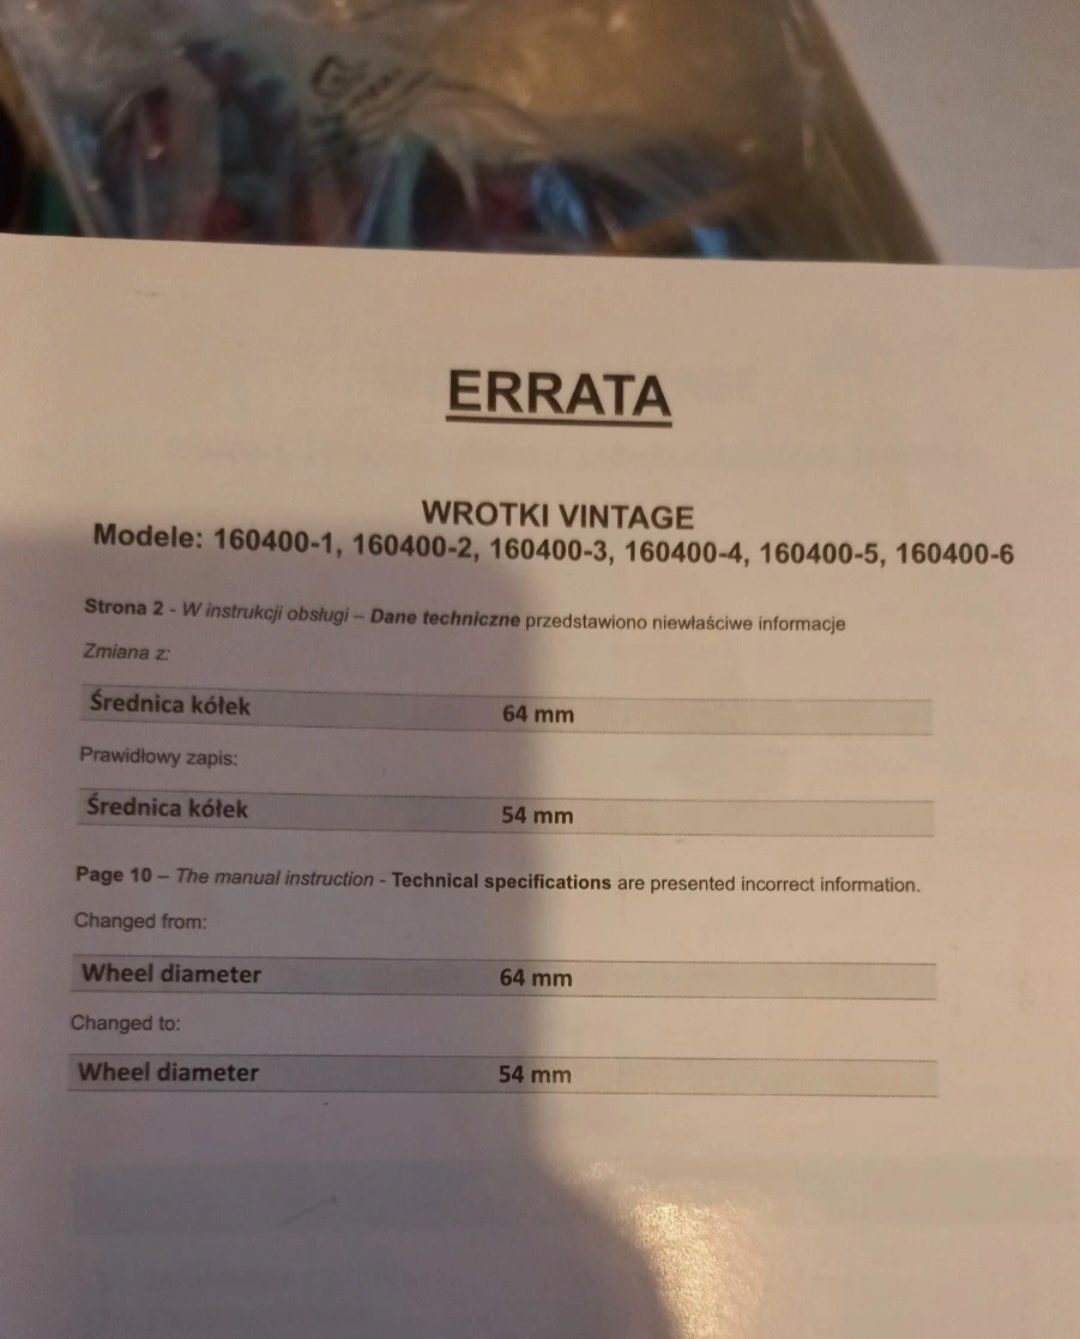 ERRATA
WROTKI VINTAGE
Modele: 160400-1, 160400-2, 160400-3, 160400-4, 160400-5, 160400-6
Strona 2 - W instrukcji obsługi – Dane techniczne przedstawiono niewłaściwe informacje
Zmiana z:
Średnica kółek 64 mm
Prawidłowy zapis:
Średnica kółek 54 mm
Page 10 – The manual instruction - Technical specifications are presented incorrect information.
Changed from:
Wheel diameter 64 mm
Changed to:
Wheel diameter 54 mm